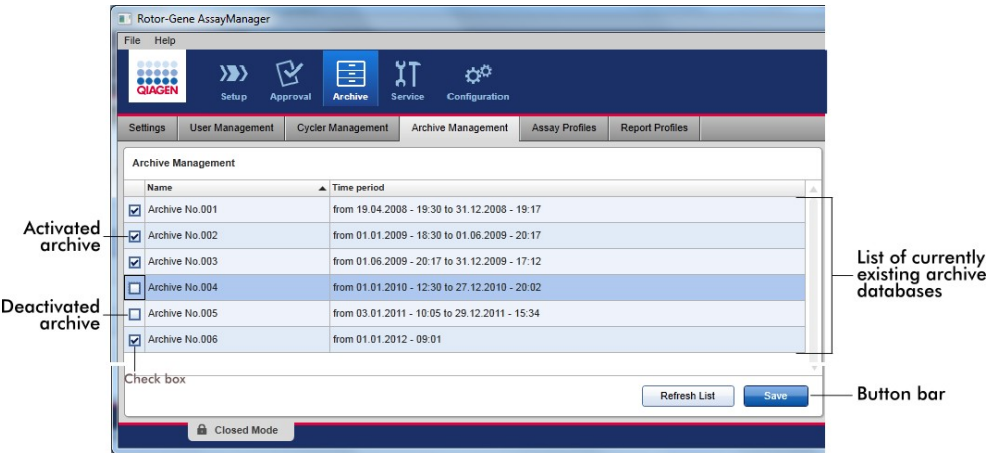 Rotor-Gene AssayManager
File Help
QIAGEN
Setup Approval Archive Service Configuration
Settings User Management Cycler Management Archive Management Assay Profiles Report Profiles
Archive Management
Name Time period
Archive No.001 from 19.04.2008 - 19:30 to 31.12.2008 - 19:17
Activated archive
Archive No.002 from 01.01.2009 - 18:30 to 01.06.2009 - 20:17
Archive No.003 from 01.06.2009 - 20:17 to 31.12.2009 - 17:12
List of currently existing archive databases
Archive No.004 from 01.01.2010 - 12:30 to 27.12.2010 - 20:02
Deactivated archive
Archive No.005 from 03.01.2011 - 10:05 to 29.12.2011 - 15:34
Archive No.006 from 01.01.2012 - 09:01
Check box
Refresh List Save
Button bar
Closed Mode